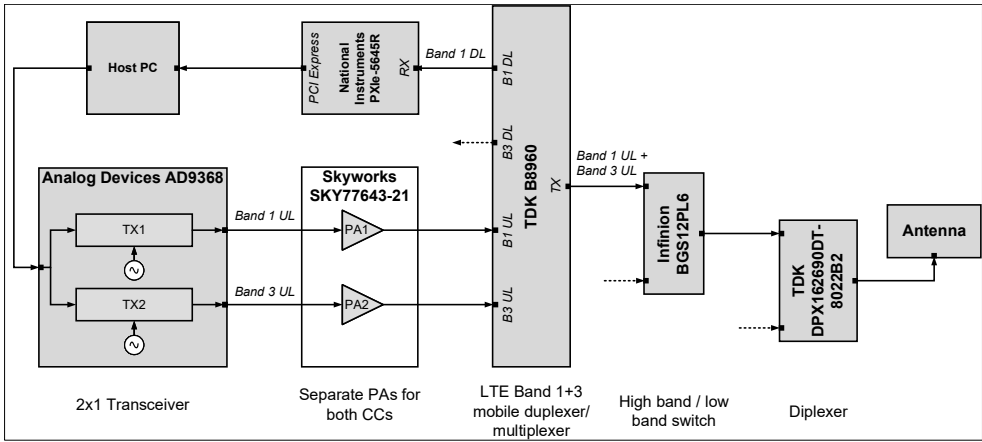 Host PC
PCI Express
National
Instruments
PXIe-5645R
RX
Band 1 DL
B1 DL
B3 DL
TDK B8960
TX
B1 UL
B3 UL
Band 1 UL +
Band 3 UL
Analog Devices AD9368
TX1
TX2
Band 1 UL
Band 3 UL
Skyworks
SKY77643-21
PA1
PA2
Infinion
BGS12PL6
TDK
DPX162690DT-
8022B2
Antenna
2x1 Transceiver
Separate PAs for
both CCs
LTE Band 1+3
mobile duplexer/
multiplexer
High band / low
band switch
Diplexer